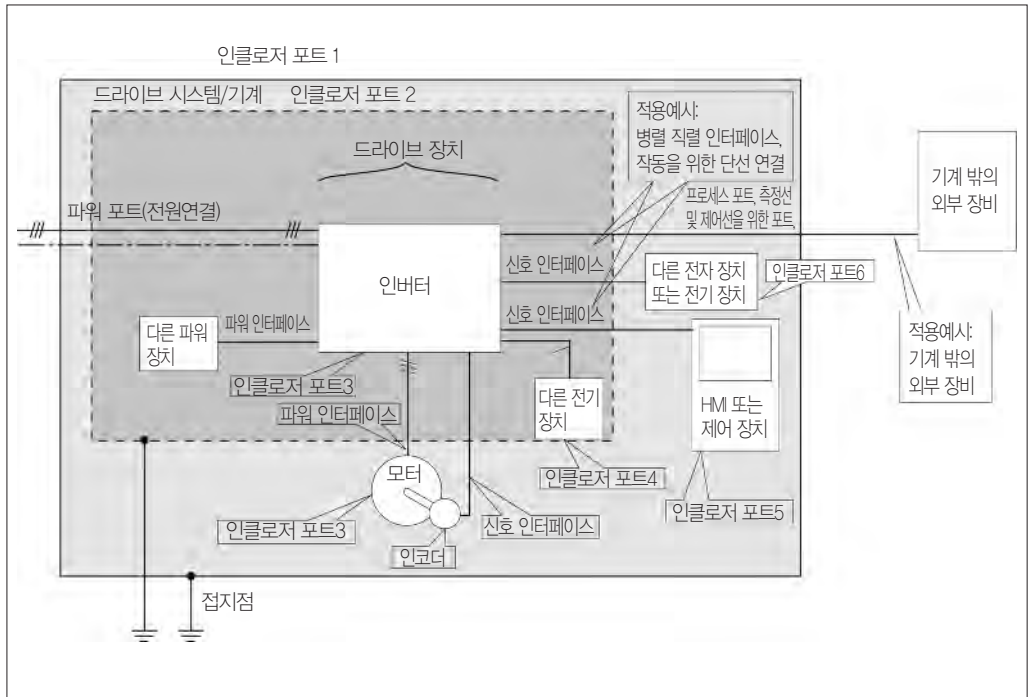 인클로저 포트 1
드라이브 시스템/기계
인클로저 포트 2
적용예시:
병렬 직렬 인터페이스,
작동을 위한 단선 연결
드라이브 장치
기계 밖의
외부 장비
프로세스 포트, 측정선
및 제어선을 위한 포트,
파워 포트(전원연결)
신호 인터페이스
인버터
다른 전자 장치
또는 전기 장치
인클로저 포트6
신호 인터페이스
다른 파워
장치
파워 인터페이스
적용예시:
기계 밖의
외부 장비
인클로저 포트3
다른 전기
장치
HMI 또는
제어 장치
파워 인터페이스
모터
인클로저 포트4
인클로저 포트5
인클로저 포트3
신호 인터페이스
인코더
접지점